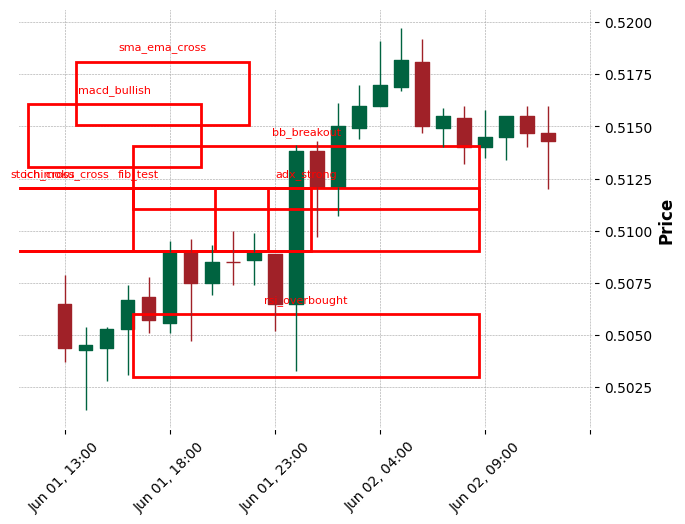 sma_ema_cross
macd_bullish
bb_breakout
ichimoku_cross
fib_test
adx_strong
rsi_overbought
0.5200
0.5175
0.5150
0.5125
0.5100
0.5075
0.5050
0.5025
Price
Jun 01, 13:00
Jun 01, 18:00
Jun 01, 23:00
Jun 02, 04:00
Jun 02, 09:00